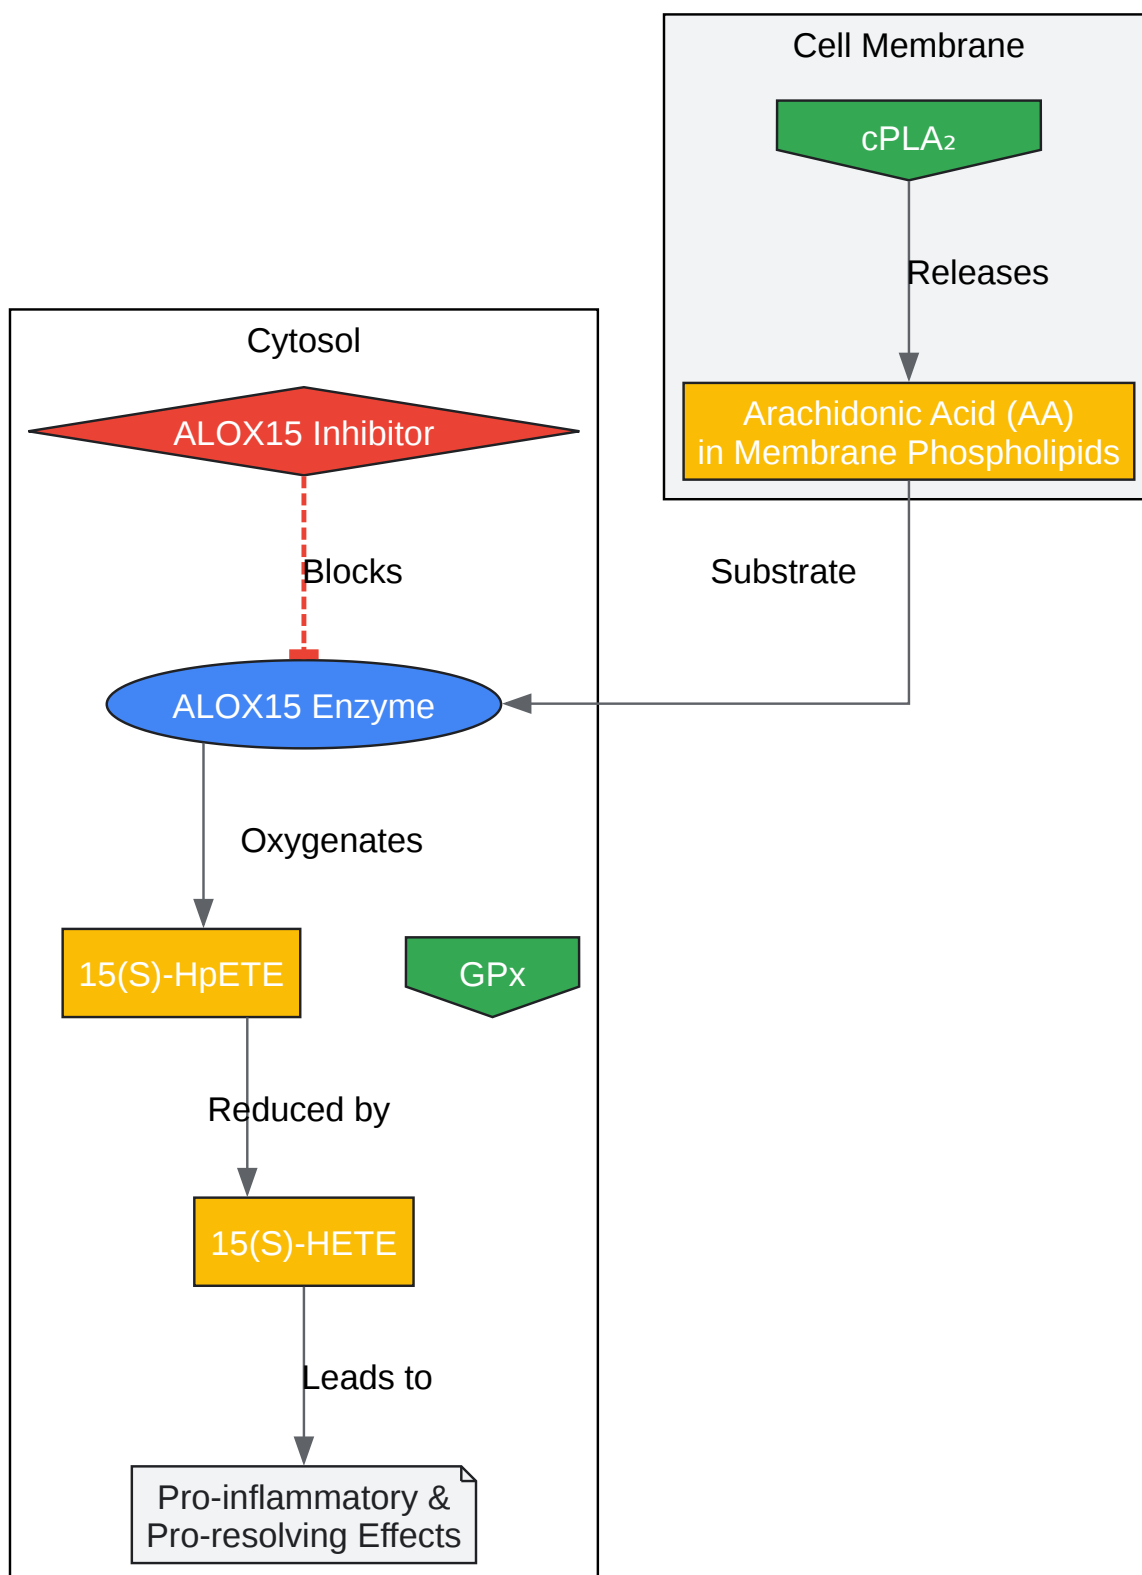 Cell Membrane
cPLA₂
Releases
Arachidonic Acid (AA)
in Membrane Phospholipids
Substrate
Cytosol
ALOX15 Inhibitor
Blocks
ALOX15 Enzyme
Oxygenates
15(S)-HpETE
GPx
Reduced by
15(S)-HETE
Leads to
Pro-inflammatory &
Pro-resolving Effects